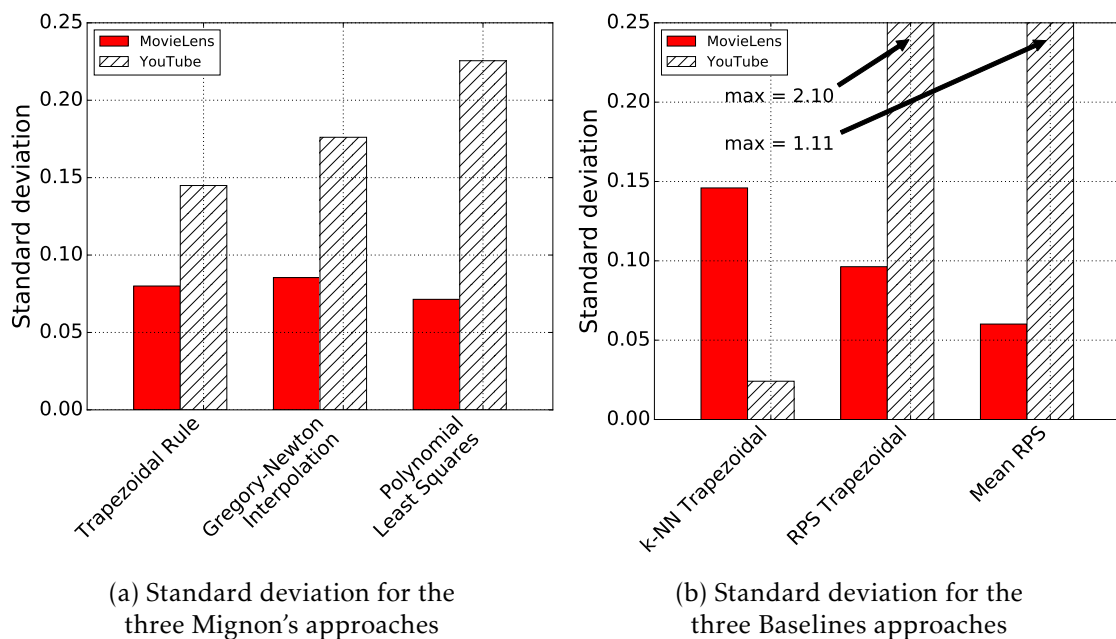 0.25
0.20
0.15
0.10
0.05
0.00
Standard deviation
MovieLens
YouTube
Trapezoidal Rule
Gregory-Newton
Interpolation
Polynomial
Least Squares
(a) Standard deviation for the
three Mignon’s approaches
0.25
0.20
0.15
0.10
0.05
0.00
Standard deviation
MovieLens
YouTube
max = 2.10
max = 1.11
k-NN Trapezoidal
RPS Trapezoidal
Mean RPS
(b) Standard deviation for the
three Baselines approaches